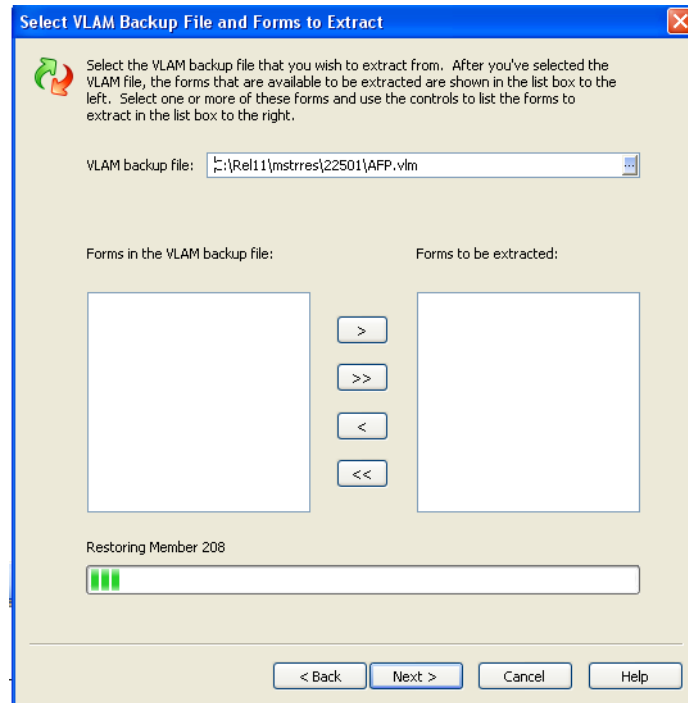 Select VLAM Backup File and Forms to Extract
Select the VLAM backup file that you wish to extract from. After you've selected the
VLAM file, the forms that are available to be extracted are shown in the list box to the
left. Select one or more of these forms and use the controls to list the forms to
extract in the list box to the right.
VLAM backup file: C:\Rel11\mstrres\22501\AFP.vlm ...
Forms in the VLAM backup file: Forms to be extracted:
>
>>
<
<<
Restoring Member 208
< Back Next > Cancel Help